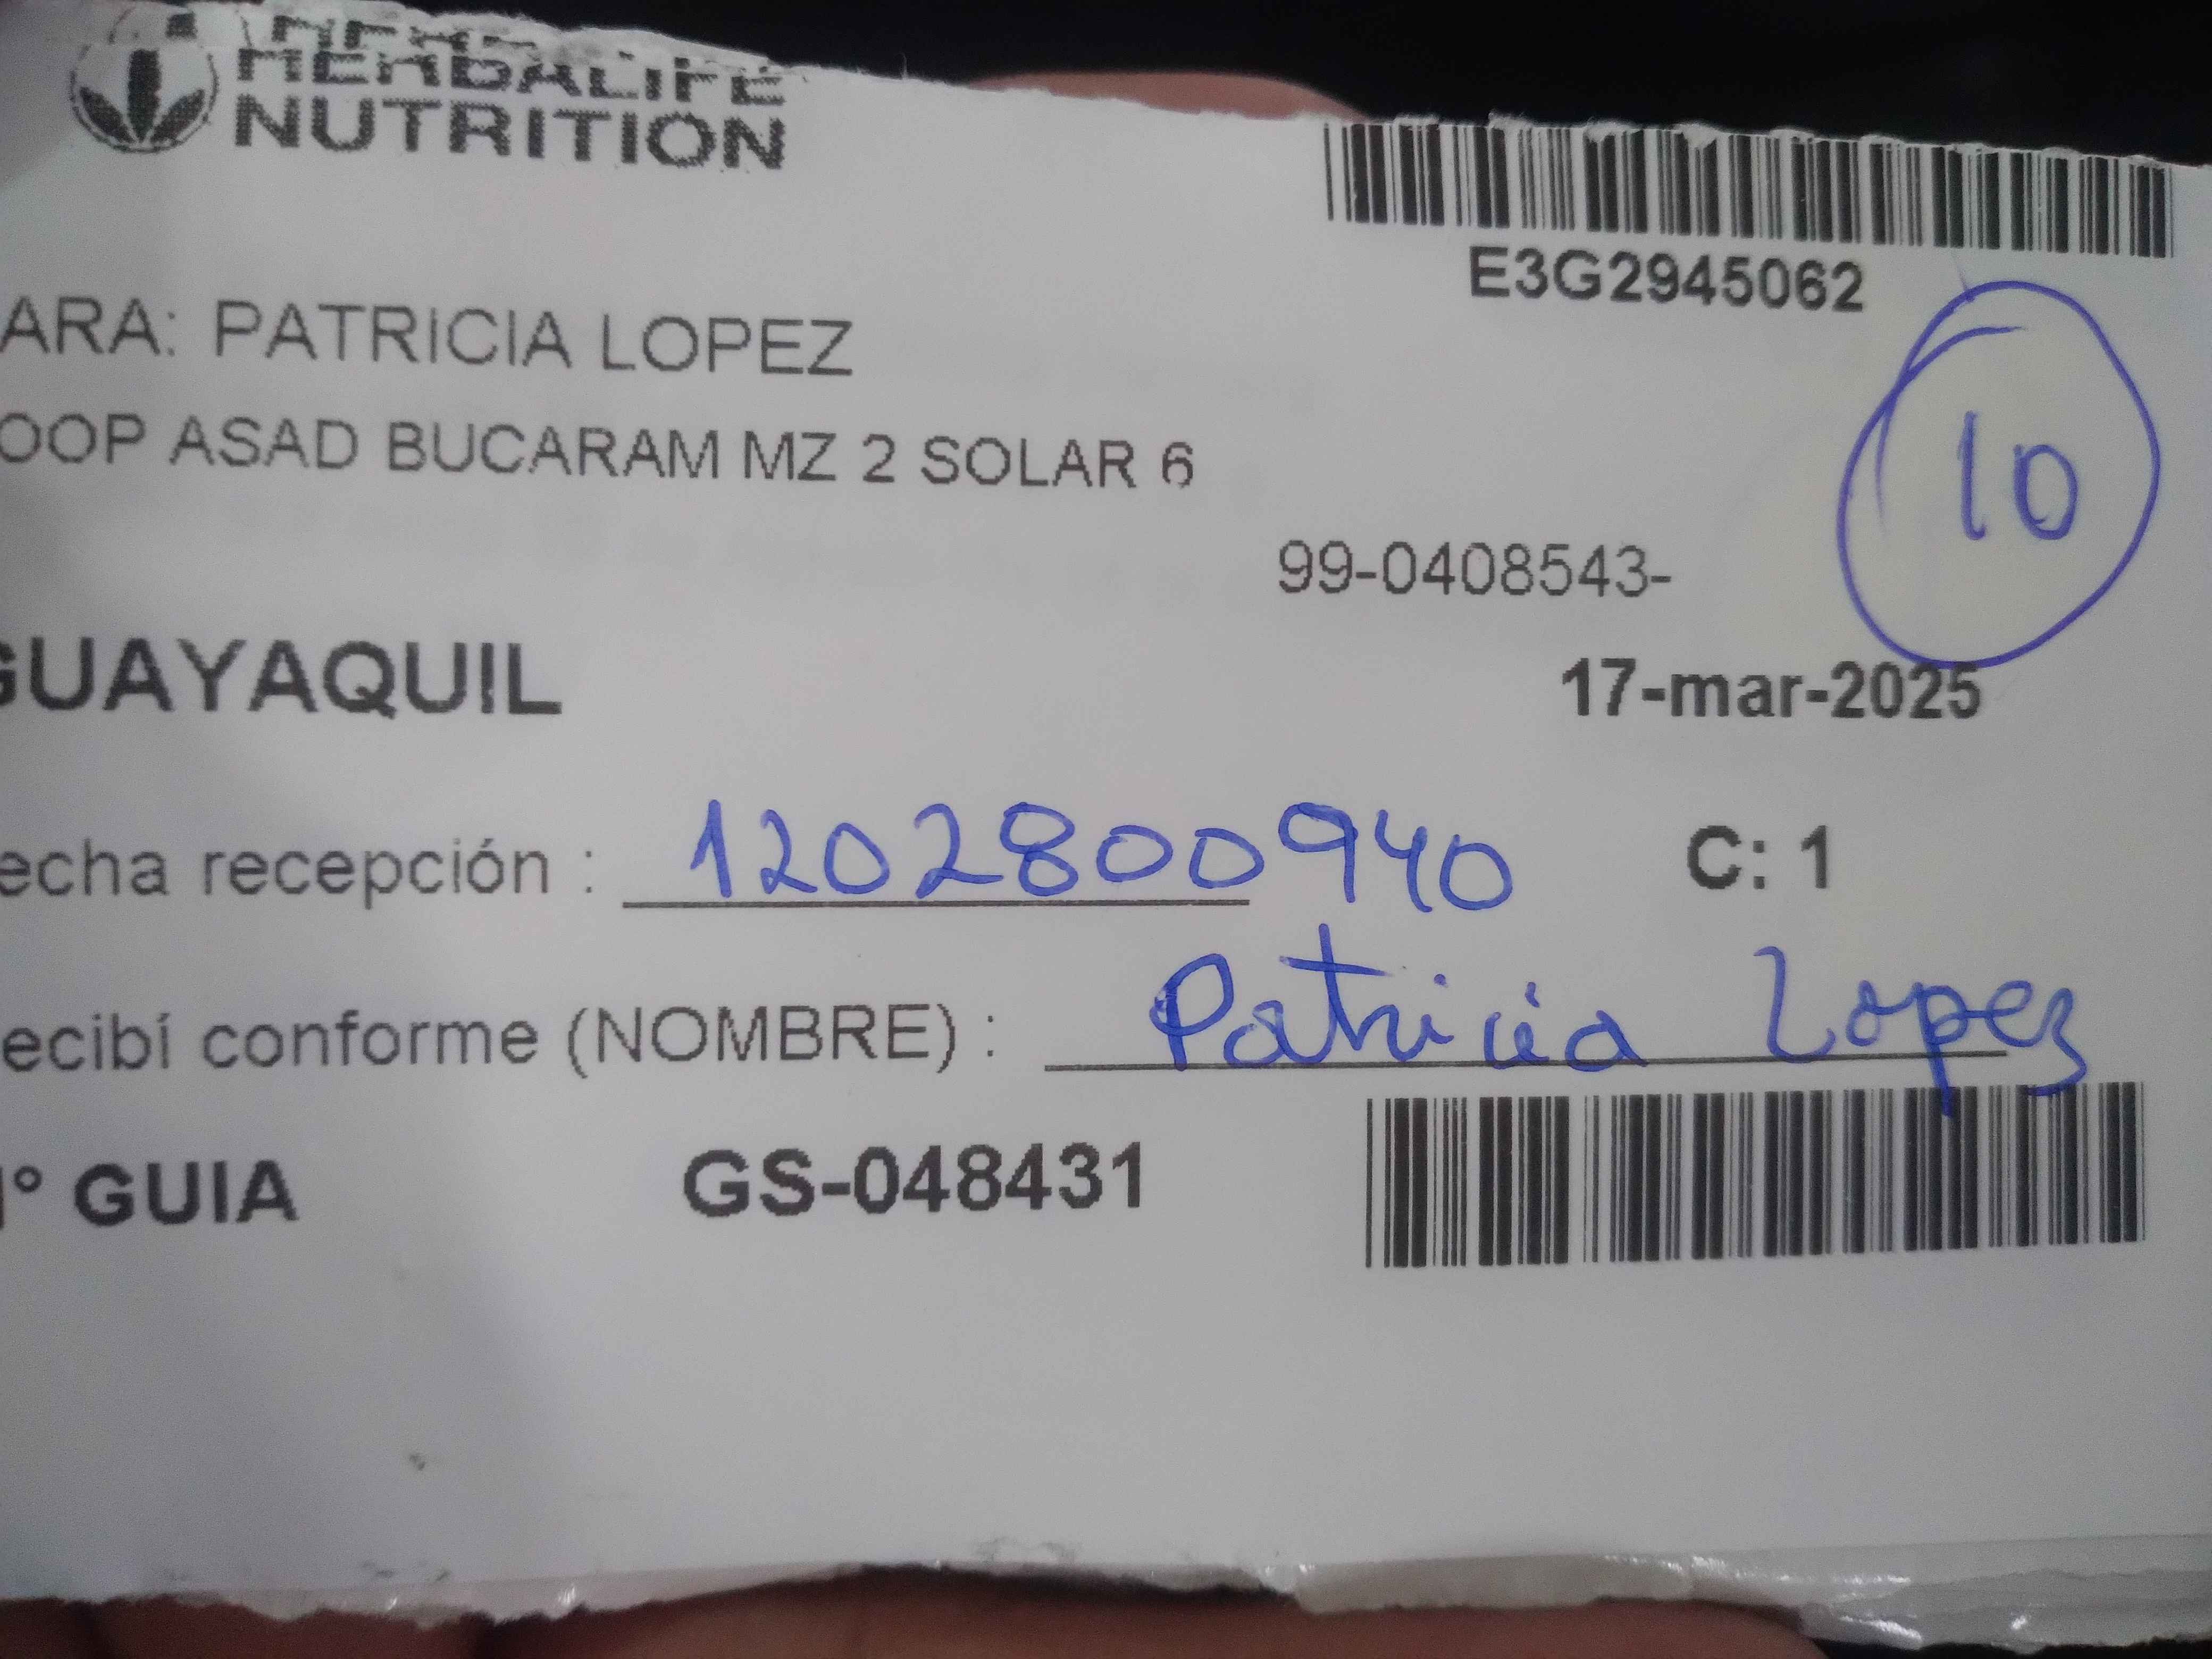 HERBALIFE
NUTRITION
E3G2945062
ARA: PATRICIA LOPEZ
OOP ASAD BUCARAM MZ 2 SOLAR 6
10
99-0408543-
GUAYAQUIL
17-mar-2025
echa recepción : 1202800940 C: 1
ecibí conforme (NOMBRE) : Patricia Lopez
N° GUIA GS-048431